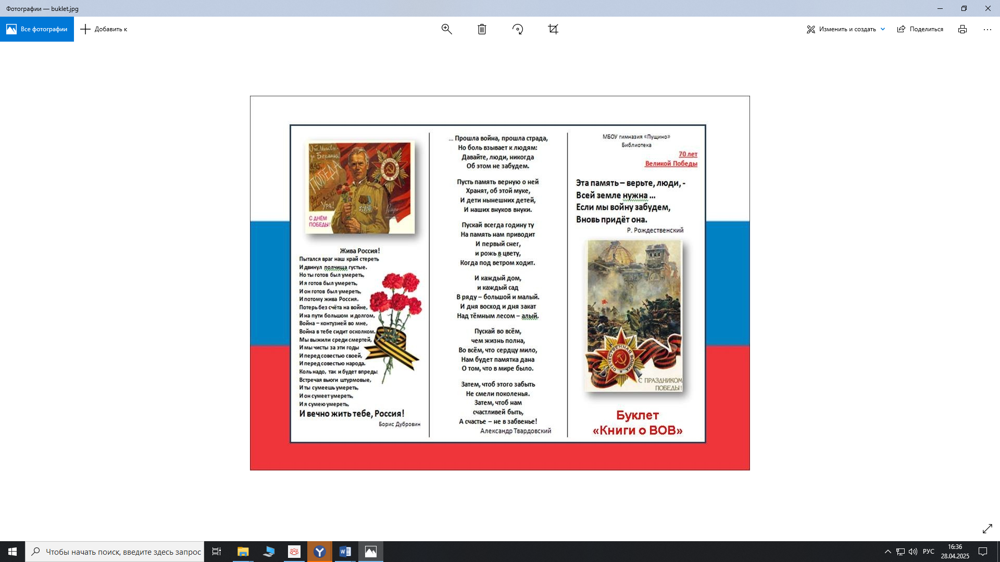 Фотографии — buklet.jpg
Все фотографии
Добавить к
Изменить и создать
Поделиться
От Москвы
до Берлина
ПОБЕДА
УРА!
С ДНЁМ
ПОБЕДЫ!
Жива Россия!
Пытался враг наш край стереть
И двинул полчища густые.
Но ты готов был умереть,
И я готов был умереть,
И он готов был умереть,
И потому жива Россия.
Потерь без счёта на войне,
И на пути большом и долгом,
Война – контузией во мне,
Война в тебе сидит осколком.
Мы выжили среди смертей,
И мы чисты за эти годы
И перед совестью своей,
И перед совестью народа.
Коль надо, так и будет впредь:
Встречая вьюги штурмовые,
И ты сумеешь умереть,
И он сумеет умереть,
И я сумею умереть,
И вечно жить тебе, Россия!
Борис Дубровин
... Прошла война, прошла страда,
Но боль взывает к людям:
Давайте, люди, никогда
Об этом не забудем.
Пусть память верную о ней
Хранят, об этой муке,
И дети нынешних детей,
И наших внуков внуки.
Пускай всегда годину ту
На память нам приводит
И первый снег,
и рожь в цвету,
Когда под ветром ходит.
И каждый дом,
и каждый сад
В ряду – большой и малый.
И дня восход и дня закат
Над тёмным лесом – алый.
Пускай во всём,
чем жизнь полна,
Во всём, что сердцу мило,
Нам будет памятка дана
О том, что в мире было.
Затем, чтоб этого забыть
Не смели поколенья.
Затем, чтоб нам
счастливей быть,
А счастье – не в забвенье!
Александр Твардовский
МБОУ гимназия «Пущино»
Библиотека
70 лет
Великой Победы
Эта память – верьте, люди, -
Всей земле нужна ...
Если мы войну забудем,
Вновь придёт она.
Р. Рождественский
ОТЕЧЕСТВЕННАЯ ВОЙНА
С ПРАЗДНИКОМ
ПОБЕДЫ!
Буклет
«Книги о ВОВ»
Чтобы начать поиск, введите здесь запрос
РУС
16:36
28.04.2025